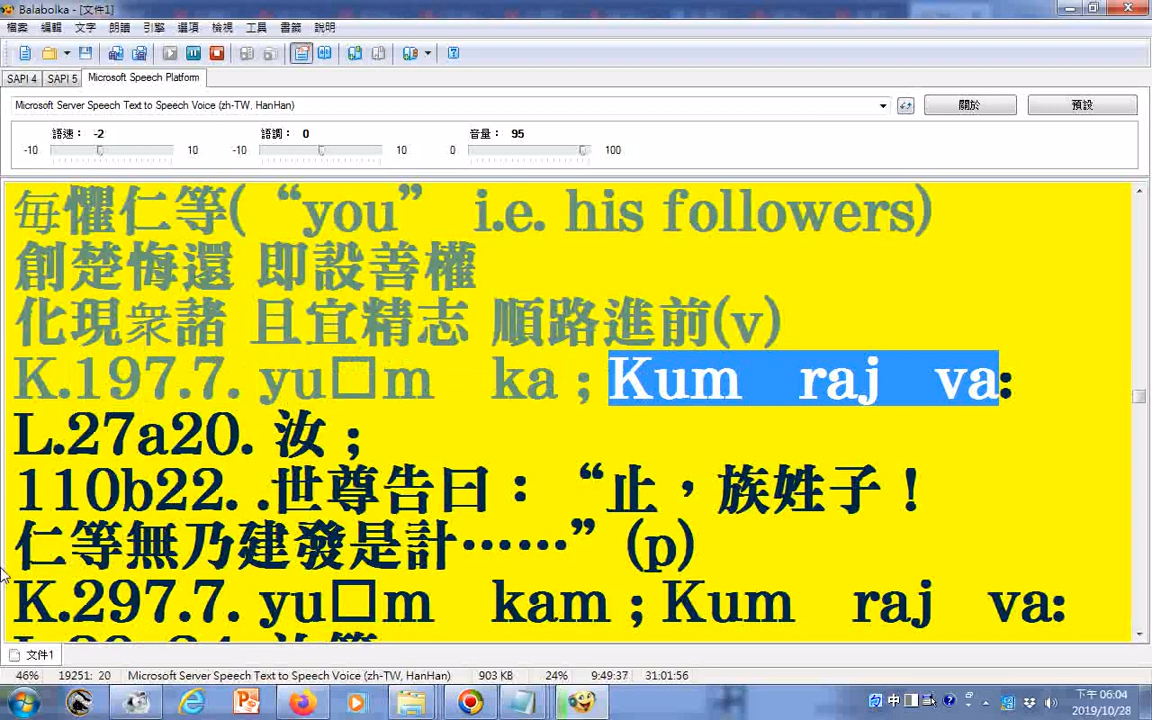 Balabolka - [文件1]
檔案 編輯 文字 朗讀 引擎 選項 檢視 工具 書籤 說明
SAPI 4 SAPI 5 Microsoft Speech Platform
Microsoft Server Speech Text to Speech Voice (zh-TW, HanHan)
關於 預設
語速： -2 語調： 0 音量： 95
-10 10 -10 10 0 100
每懼仁等(“you” i.e. his followers)
創楚悔還 即設善權
化現衆諸 且宜精志 順路進前(v)
K.197.7. yu□m ka ; Kum raj va:
L.27a20. 汝 ;
110b22. .世尊告曰：“止，族姓子！
仁等無乃建發是計……” (p)
K.297.7. yu□m kam ; Kum raj va:
文件1
46% 19251: 20 Microsoft Server Speech Text to Speech Voice (zh-TW, HanHan) 903 KB 24% 9:49:37 31:01:56
中
下午 06:04
2019/10/28